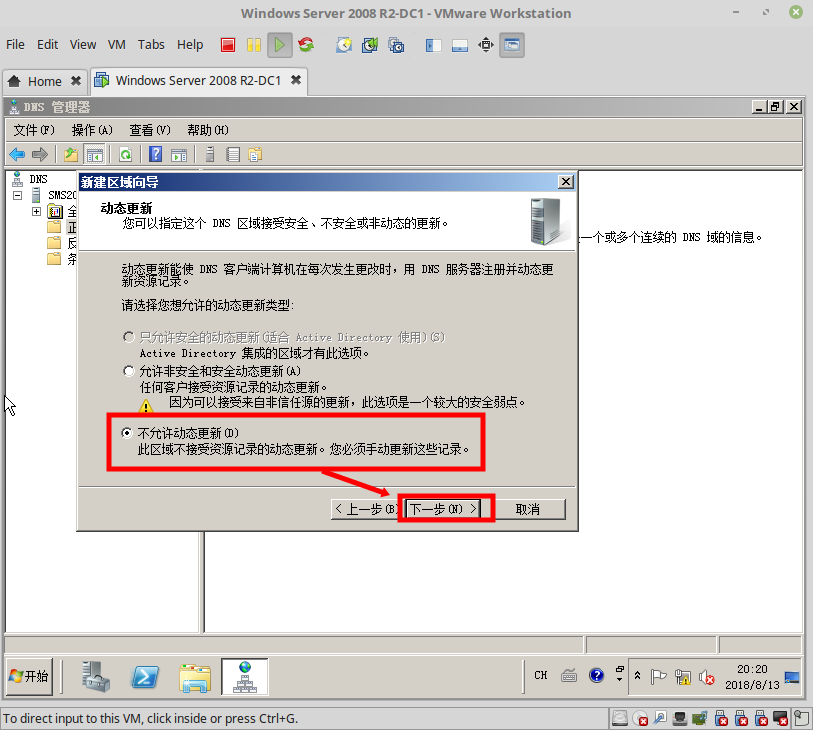 Windows Server 2008 R2-DC1 - VMware Workstation
File Edit View VM Tabs Help
Home Windows Server 2008 R2-DC1
DNS 管理器
文件(F) 操作(A) 查看(V) 帮助(H)
DNS
SMS20
全
正
反
条
新建区域向导
动态更新
您可以指定这个 DNS 区域接受安全、不安全或非动态的更新。
一个或多个连续的 DNS 域的信息。
动态更新能使 DNS 客户端计算机在每次发生更改时，用 DNS 服务器注册并动态更
新资源记录。
请选择您想允许的动态更新类型:
只允许安全的动态更新(适合 Active Directory 使用)(S)
Active Directory 集成的区域才有此选项。
允许非安全和安全动态更新(A)
任何客户接受资源记录的动态更新。
因为可以接受来自非信任源的更新，此选项是一个较大的安全弱点。
不允许动态更新(D)
此区域不接受资源记录的动态更新。您必须手动更新这些记录。
< 上一步(B) 下一步(N) > 取消
开始 CH 20:20
2018/8/13
To direct input to this VM, click inside or press Ctrl+G.